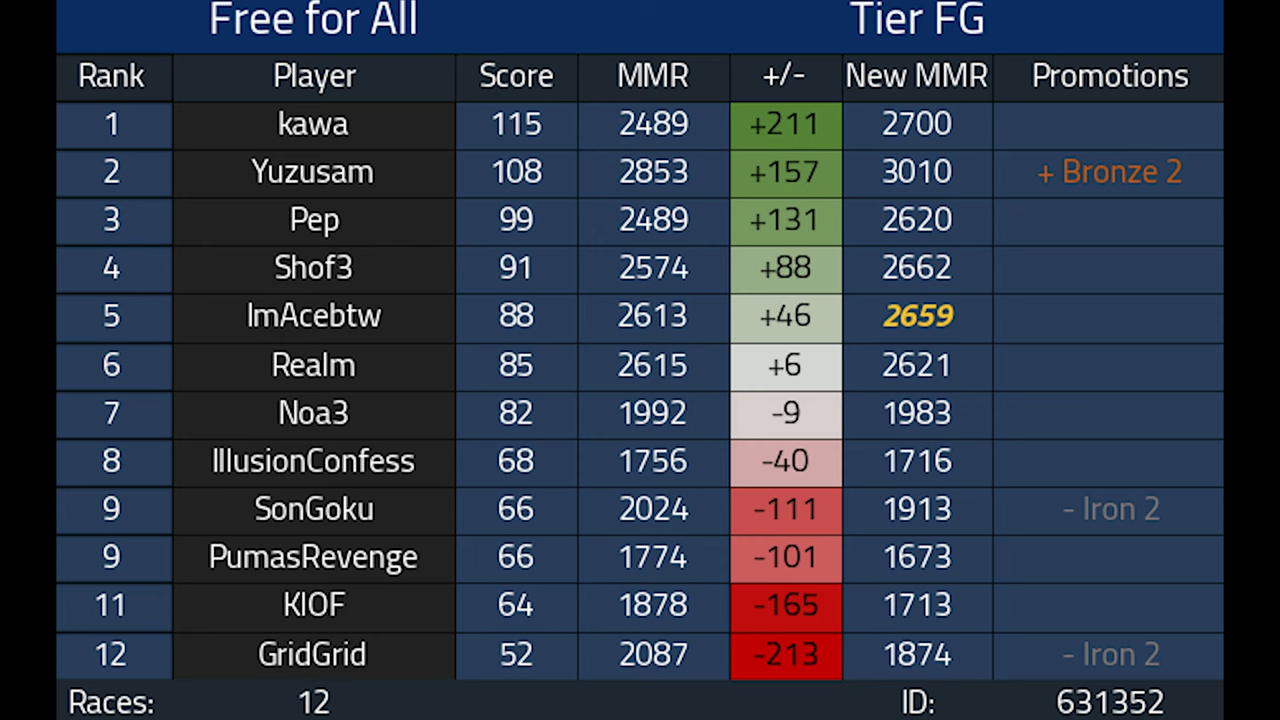 Free for All Tier FG
Rank Player Score MMR +/- New MMR Promotions
1 kawa 115 2489 +211 2700
2 Yuzusam 108 2853 +157 3010 + Bronze 2
3 Pep 99 2489 +131 2620
4 Shof3 91 2574 +88 2662
5 ImAcebtw 88 2613 +46 2659
6 Realm 85 2615 +6 2621
7 Noa3 82 1992 -9 1983
8 IllusionConfess 68 1756 -40 1716
9 SonGoku 66 2024 -111 1913 - Iron 2
9 PumasRevenge 66 1774 -101 1673
11 KIOF 64 1878 -165 1713
12 GridGrid 52 2087 -213 1874 - Iron 2
Races: 12 ID: 631352